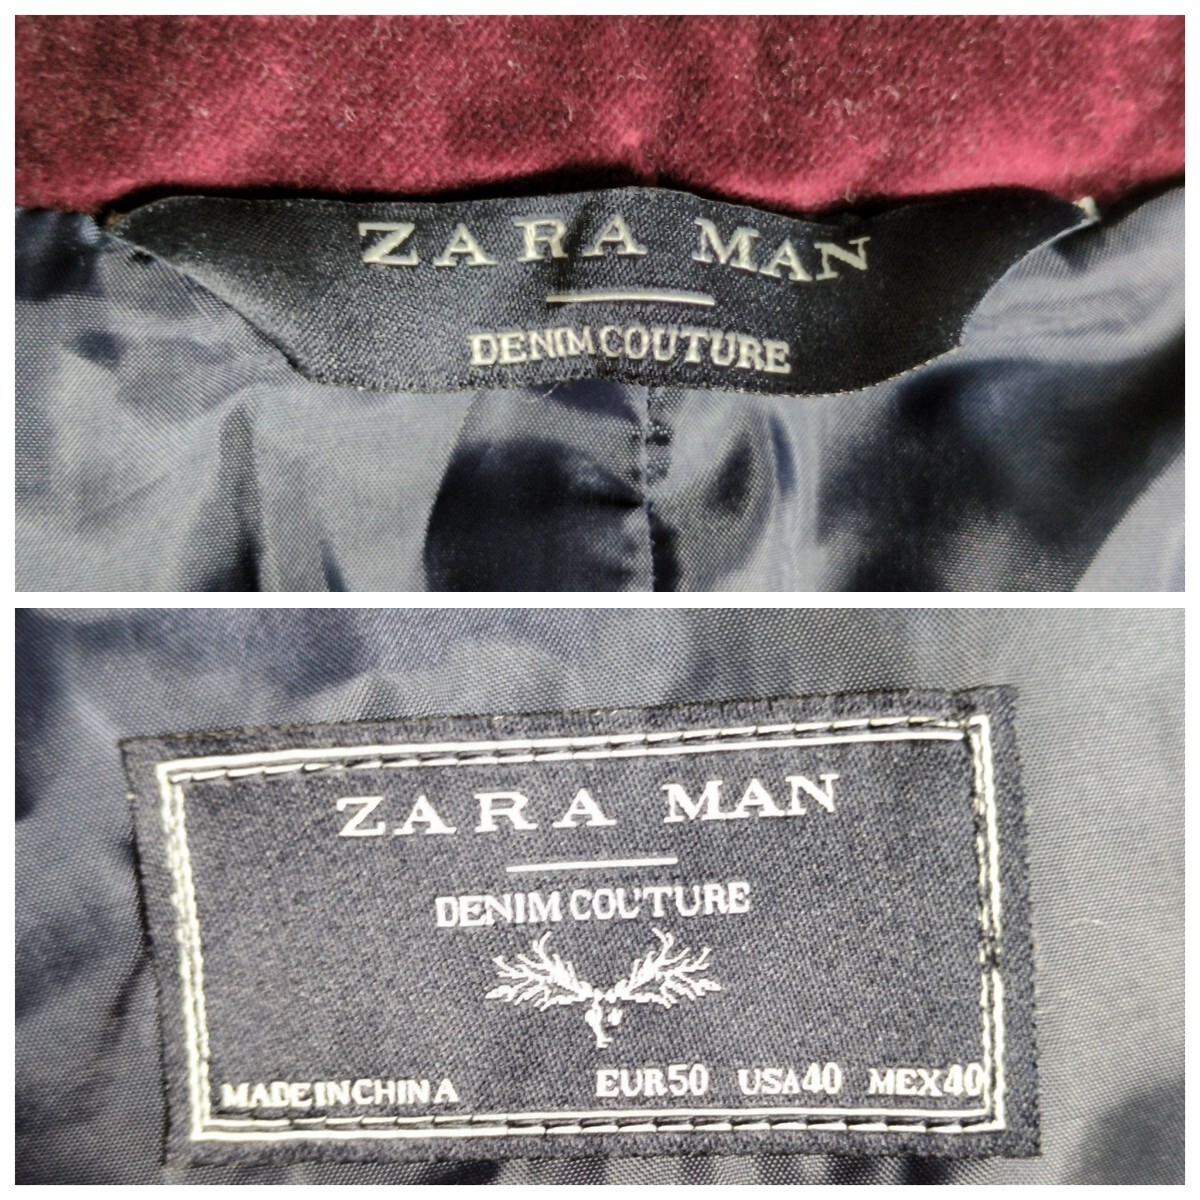 ZARA MAN
DENIM COUTURE
ZARA MAN
DENIM COUTURE
MADE IN CHINA EUR50 USA40 MEX40